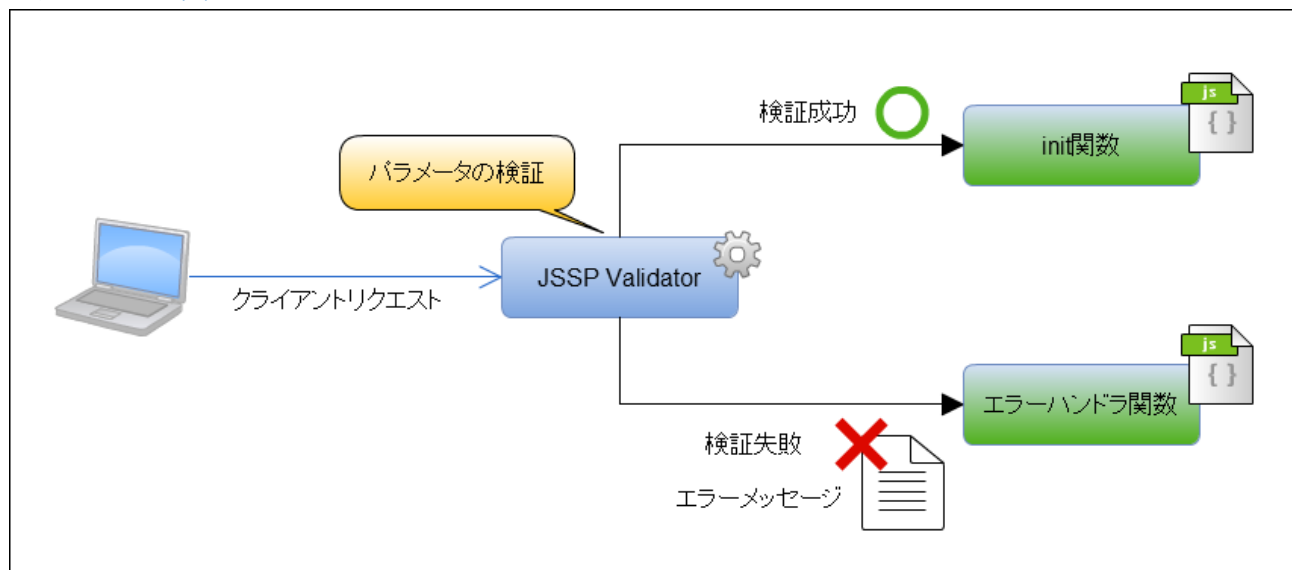 検証成功
js
{ }
init関数
パラメータの検証
JSSP Validator
クライアントリクエスト
js
{ }
エラーハンドラ関数
検証失敗
エラーメッセージ